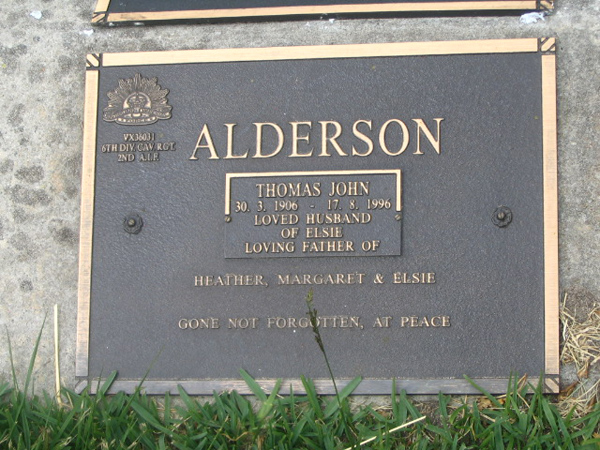 VX36031
6TH DIV. CAV. RGT.
2ND A.I.F.
ALDERSON
THOMAS JOHN
30. 3. 1906 - 17. 8. 1996
LOVED HUSBAND
OF ELSIE
LOVING FATHER OF
HEATHER, MARGARET & ELSIE
GONE NOT FORGOTTEN, AT PEACE